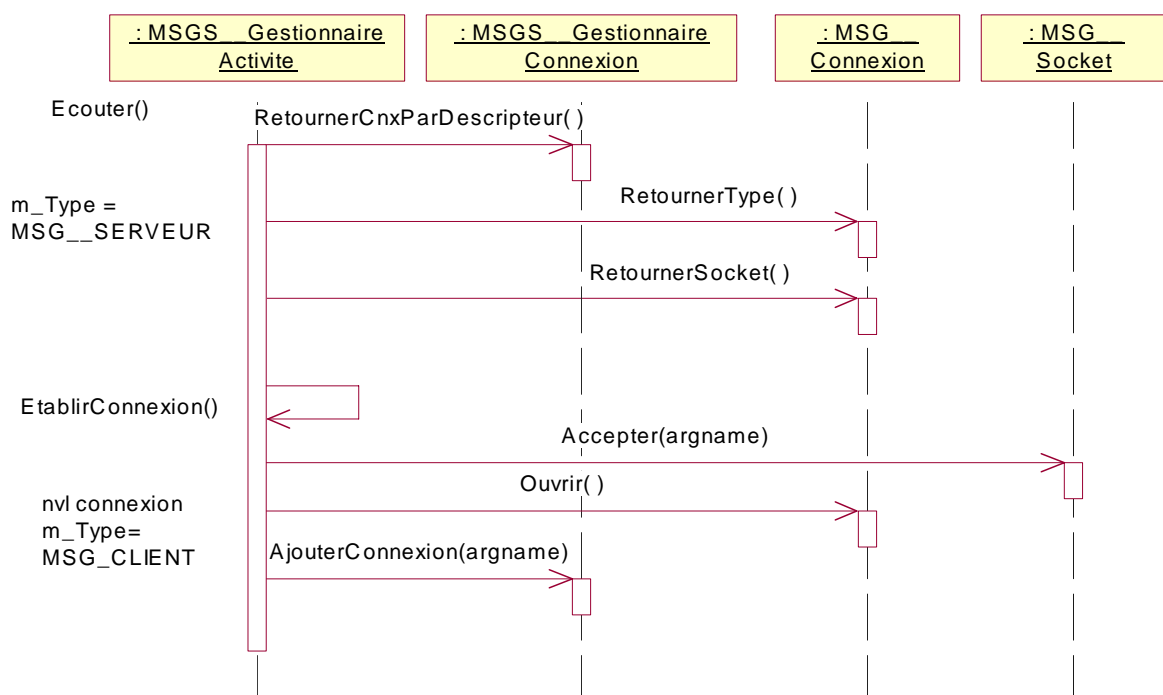 : MSGS__Gestionnaire
Activite
: MSGS__Gestionnaire
Connexion
: MSG__
Connexion
: MSG__
Socket
Ecouter()
RetournerCnxParDescripteur( )
m_Type =
MSG__SERVEUR
RetournerType( )
RetournerSocket( )
EtablirConnexion()
Accepter(argname)
nvl connexion
m_Type=
MSG_CLIENT
Ouvrir( )
AjouterConnexion(argname)